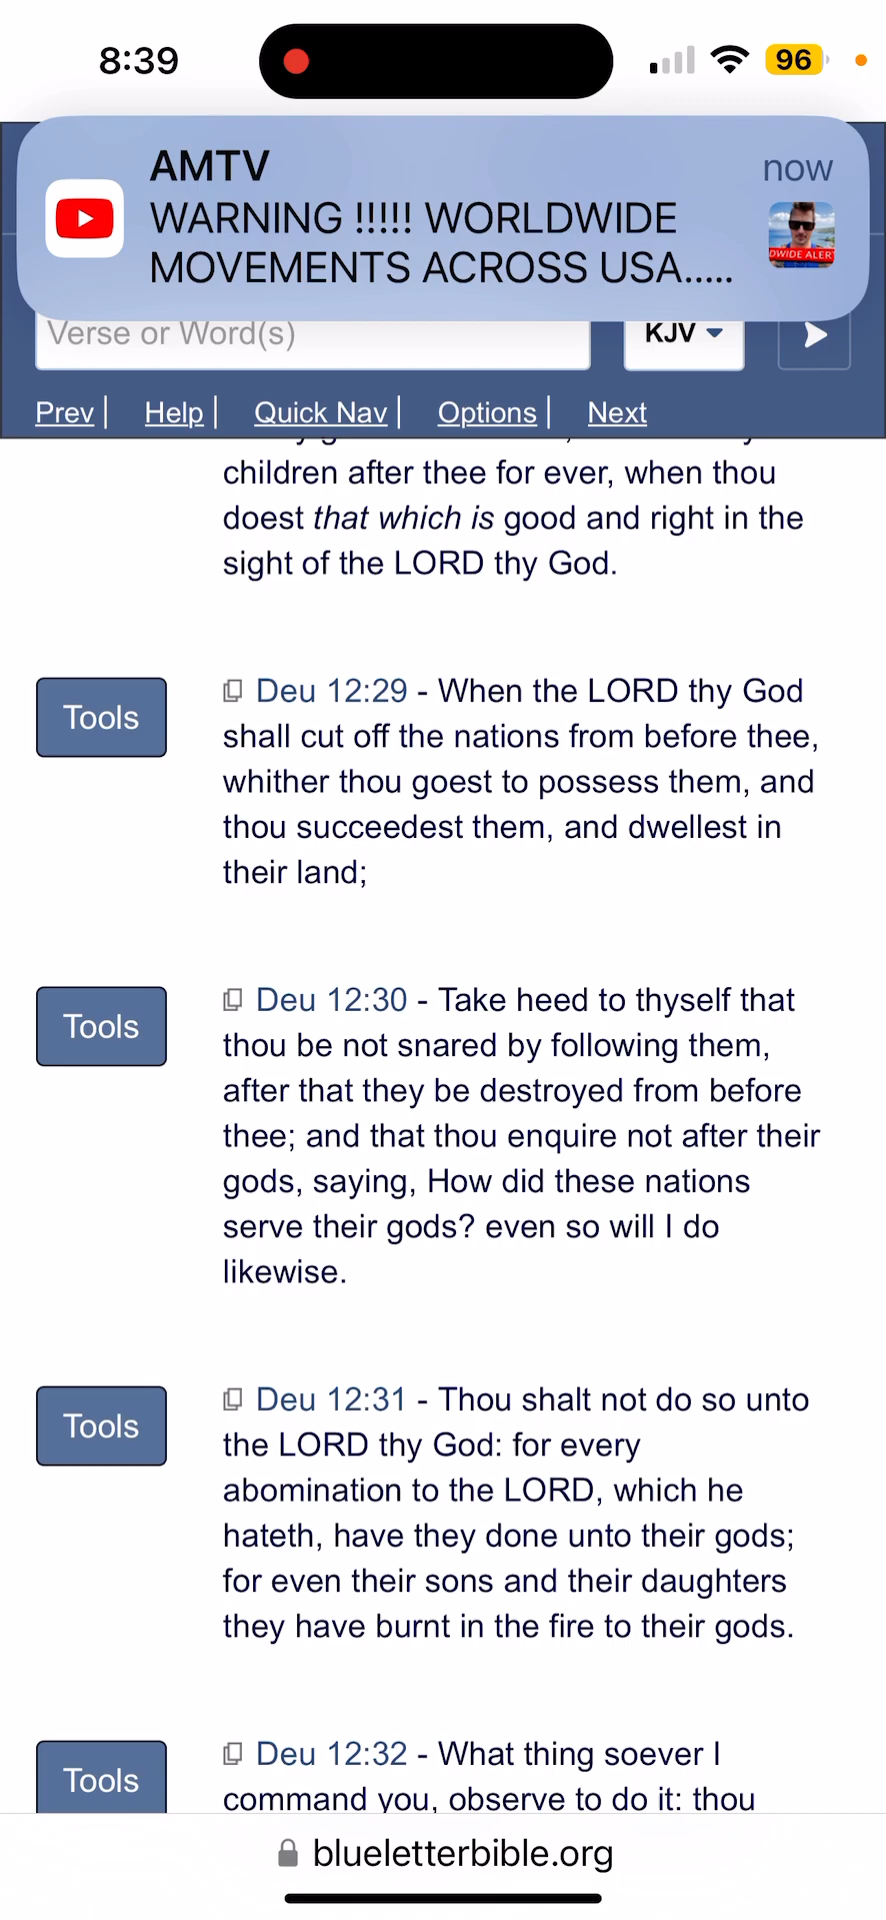 8:39
96
AMTV
now
WARNING !!!!! WORLDWIDE
MOVEMENTS ACROSS USA.....
DWIDE ALER
Verse or Word(s)
KJV
Prev | Help | Quick Nav | Options | Next
children after thee for ever, when thou
doest that which is good and right in the
sight of the LORD thy God.
Tools
Deu 12:29 - When the LORD thy God
shall cut off the nations from before thee,
whither thou goest to possess them, and
thou succeedest them, and dwellest in
their land;
Tools
Deu 12:30 - Take heed to thyself that
thou be not snared by following them,
after that they be destroyed from before
thee; and that thou enquire not after their
gods, saying, How did these nations
serve their gods? even so will I do
likewise.
Tools
Deu 12:31 - Thou shalt not do so unto
the LORD thy God: for every
abomination to the LORD, which he
hateth, have they done unto their gods;
for even their sons and their daughters
they have burnt in the fire to their gods.
Tools
Deu 12:32 - What thing soever I
command you, observe to do it: thou
blueletterbible.org